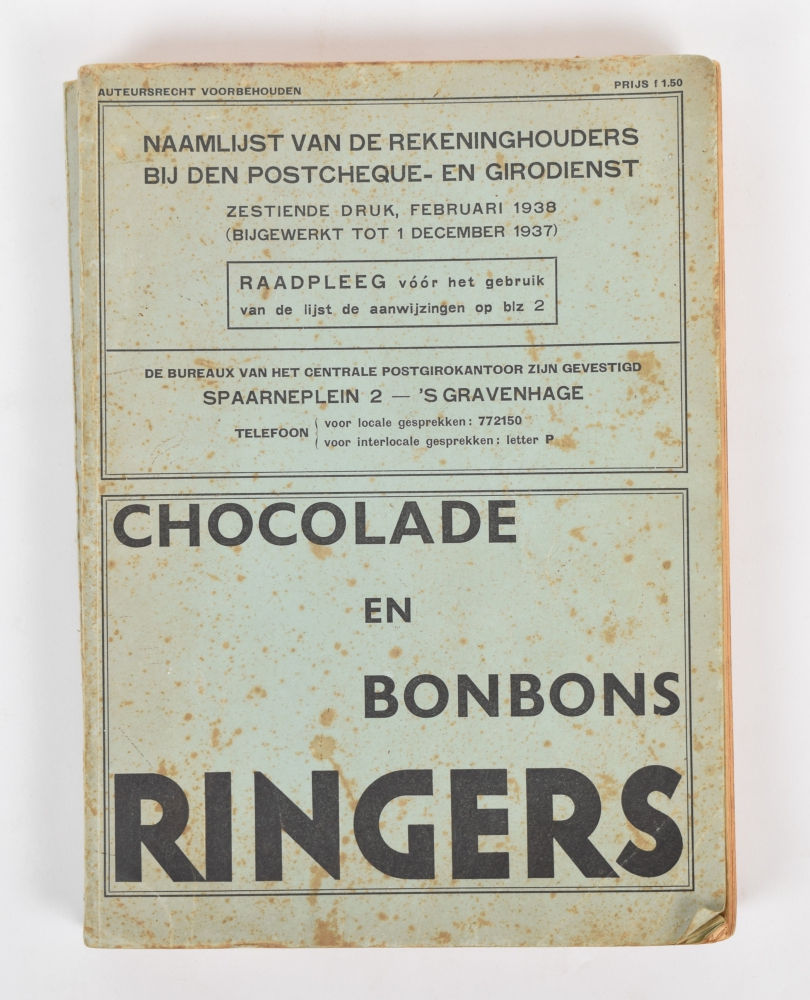 AUTEURSRECHT VOORBEHOUDEN
PRIJS f 1.50
NAAMLIJST VAN DE REKENINGHOUDERS
BIJ DEN POSTCHEQUE- EN GIRODIENST
ZESTIENDE DRUK, FEBRUARI 1938
(BIJGEWERKT TOT 1 DECEMBER 1937)
RAADPLEEG vóór het gebruik
van de lijst de aanwijzingen op blz 2
DE BUREAUX VAN HET CENTRALE POSTGIROKANTOOR ZIJN GEVESTIGD
SPAARNEPLEIN 2 — 'S GRAVENHAGE
TELEFOON
voor locale gesprekken: 772150
voor interlocale gesprekken: letter P
CHOCOLADE
EN
BONBONS
RINGERS